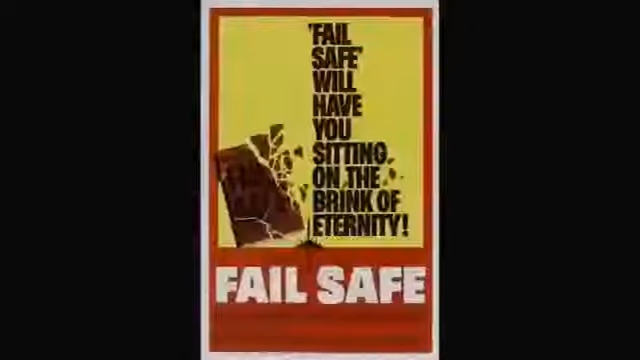 'FAIL
SAFE'
WILL
HAVE
YOU
SITTING
ON THE
BRINK OF
ETERNITY!
FAIL SAFE